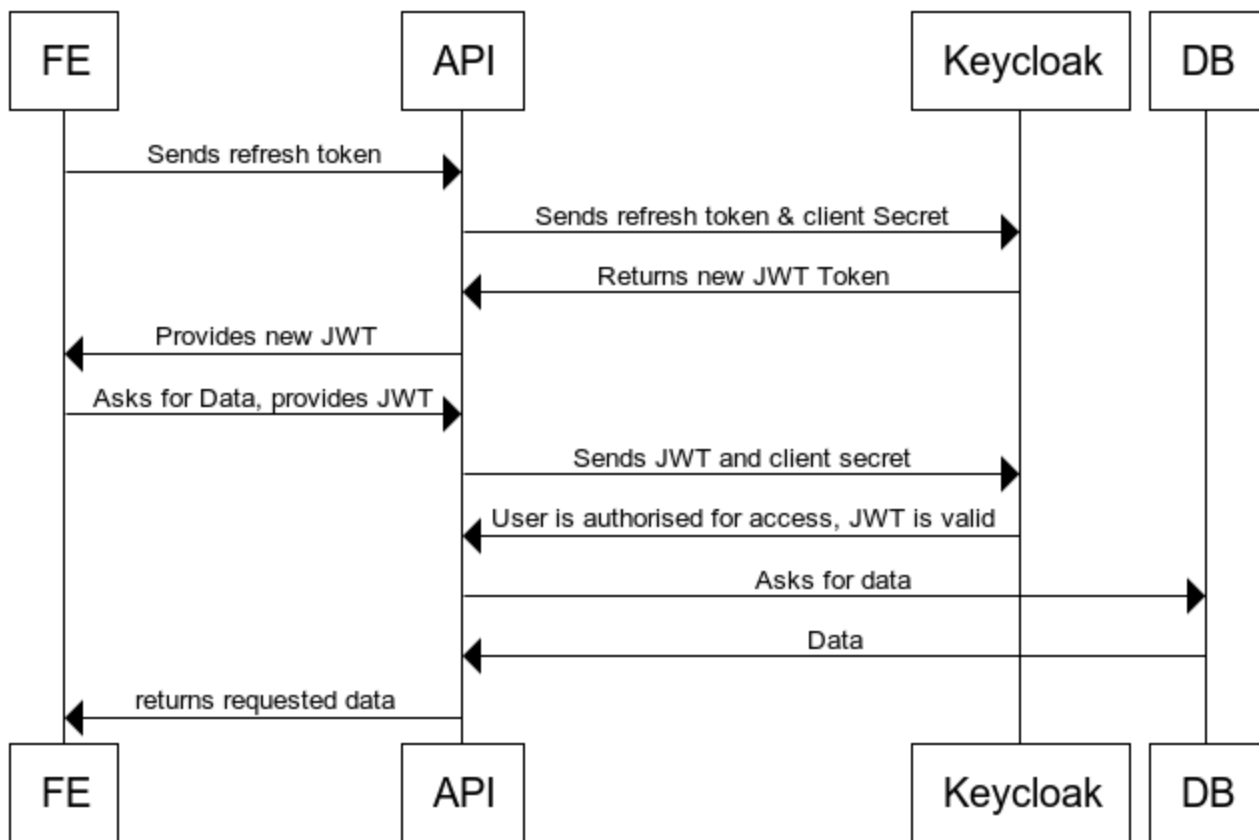 FE
API
Keycloak
DB
Sends refresh token
Sends refresh token & client Secret
Returns new JWT Token
Provides new JWT
Asks for Data, provides JWT
Sends JWT and client secret
User is authorised for access, JWT is valid
Asks for data
Data
returns requested data
FE
API
Keycloak
DB